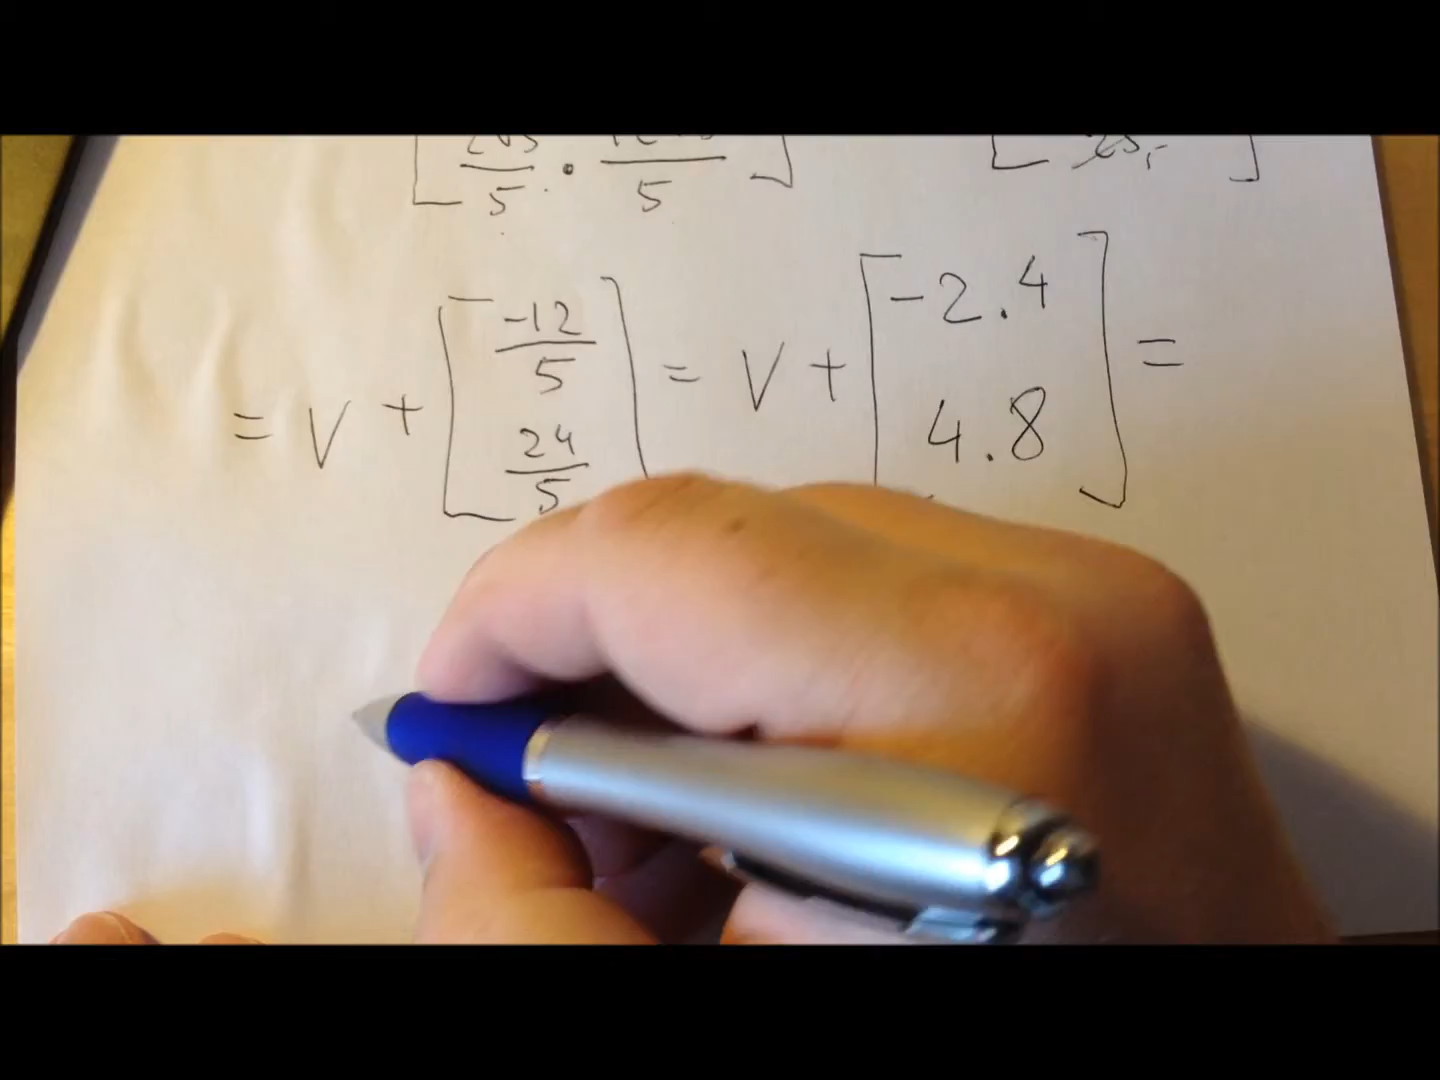 5 . 5
= V + [ -12/5 24/5 ] = V + [ -2.4 4.8 ] =